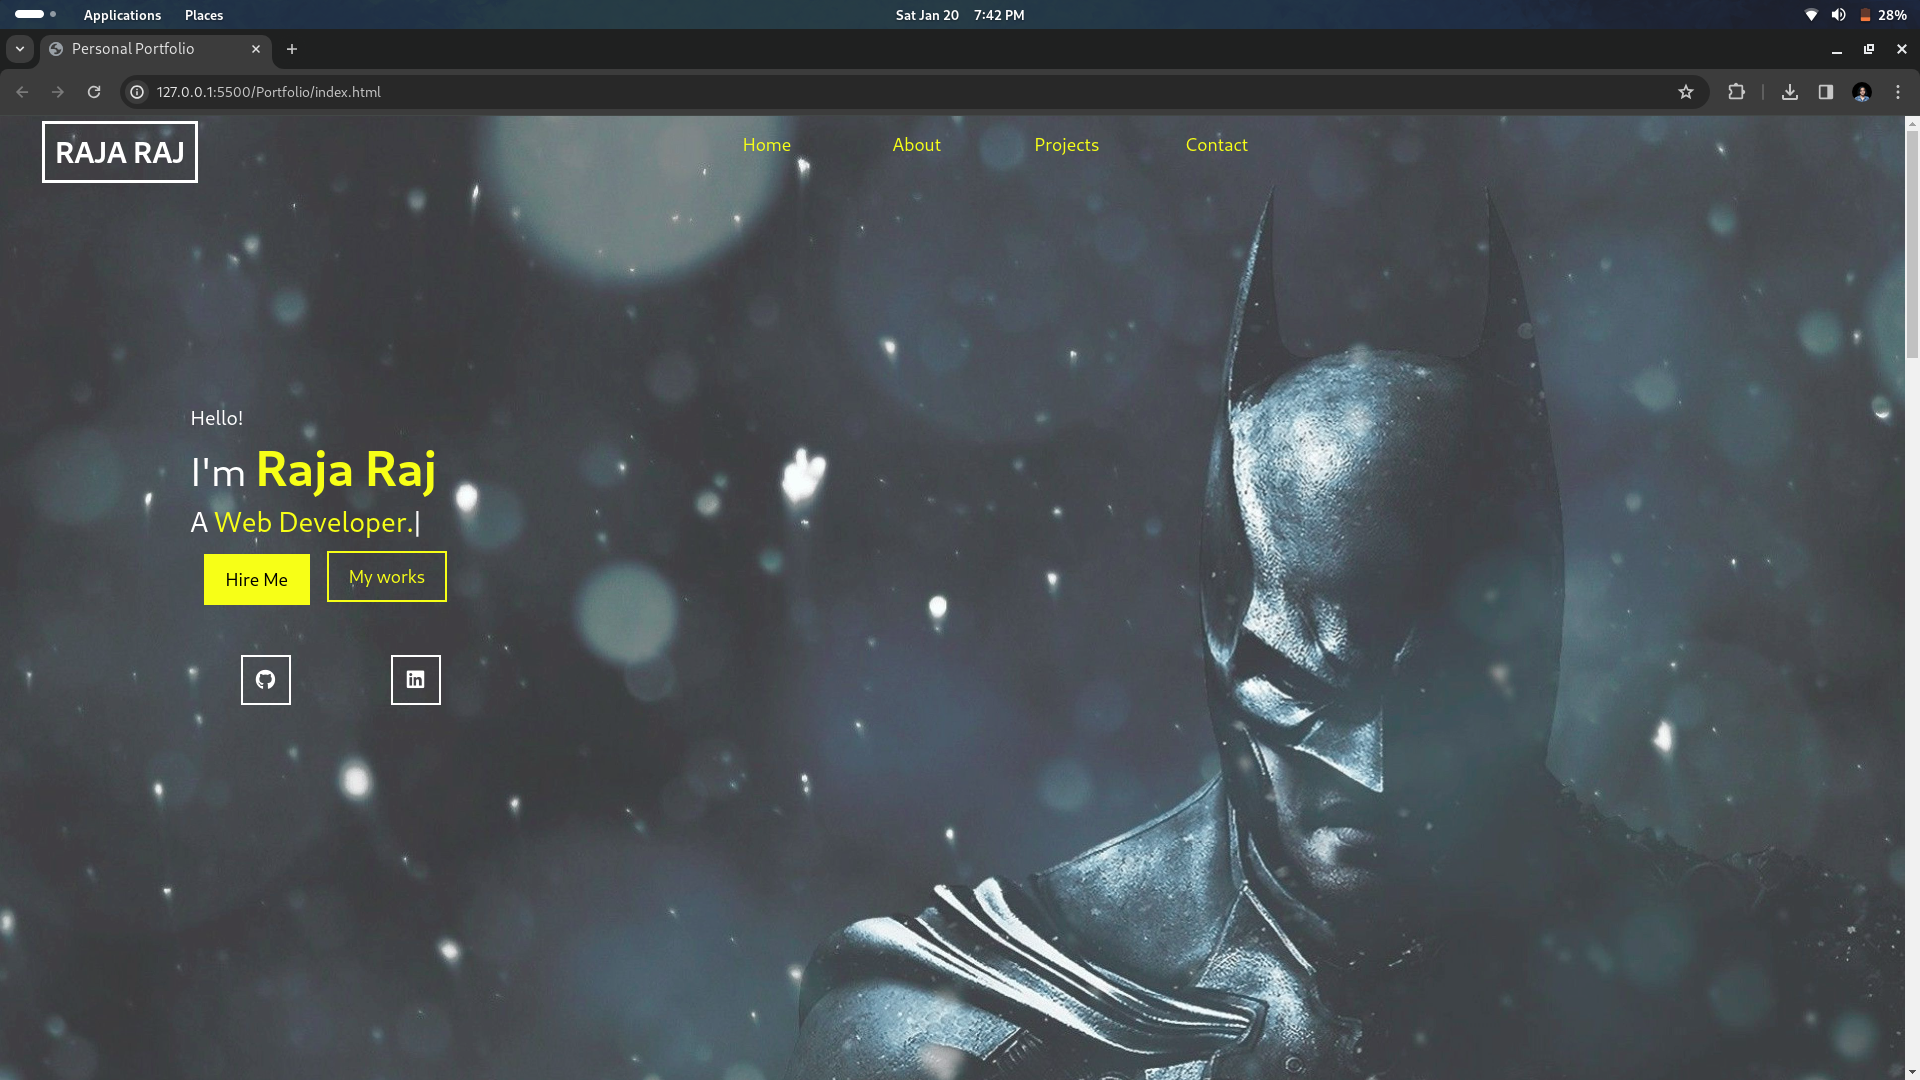 Applications Places Sat Jan 20 7:42 PM 28%
Personal Portfolio
127.0.0.1:5500/Portfolio/index.html
RAJA RAJ
Home About Projects Contact
Hello!
I'm Raja Raj
A Web Developer.|
Hire Me My works